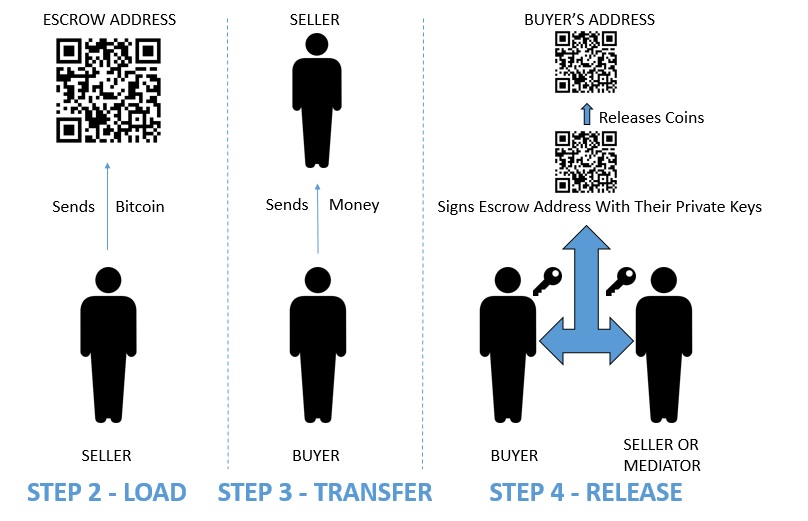 ESCROW ADDRESS
Sends Bitcoin
SELLER
STEP 2 - LOAD
SELLER
Sends Money
BUYER
STEP 3 - TRANSFER
BUYER'S ADDRESS
Releases Coins
Signs Escrow Address With Their Private Keys
BUYER
SELLER OR
MEDIATOR
STEP 4 - RELEASE